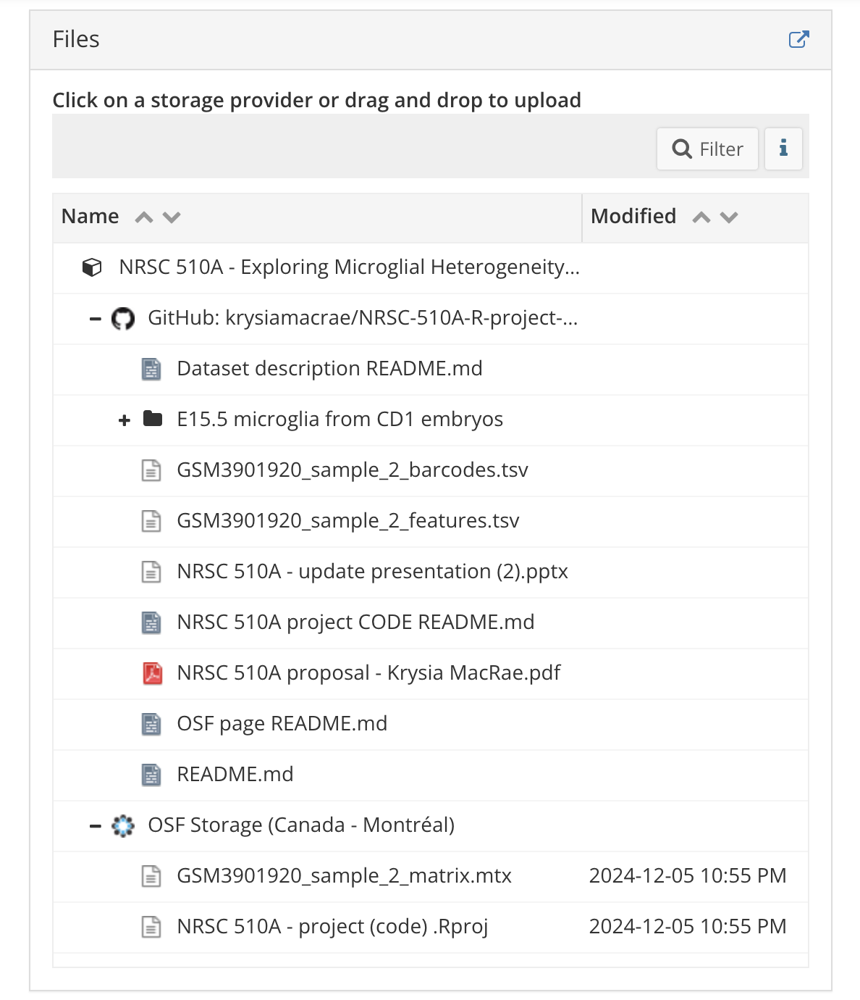 Files
Click on a storage provider or drag and drop to upload
Filter
Name Modified
NRSC 510A - Exploring Microglial Heterogeneity...
GitHub: krysiamacrae/NRSC-510A-R-project-...
Dataset description README.md
E15.5 microglia from CD1 embryos
GSM3901920_sample_2_barcodes.tsv
GSM3901920_sample_2_features.tsv
NRSC 510A - update presentation (2).pptx
NRSC 510A project CODE README.md
NRSC 510A proposal - Krysia MacRae.pdf
OSF page README.md
README.md
OSF Storage (Canada - Montréal)
GSM3901920_sample_2_matrix.mtx 2024-12-05 10:55 PM
NRSC 510A - project (code) .Rproj 2024-12-05 10:55 PM